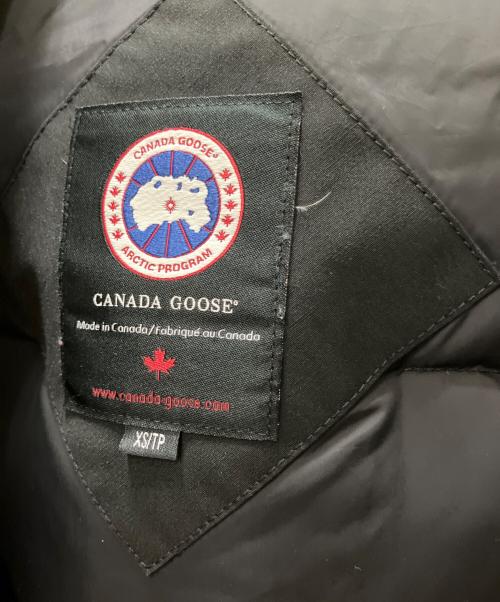 CANADA GOOSE®
ARCTIC PROGRAM
CANADA GOOSE®
Made in Canada/Fabriqué au Canada
www.canada-goose.com
XS/TP